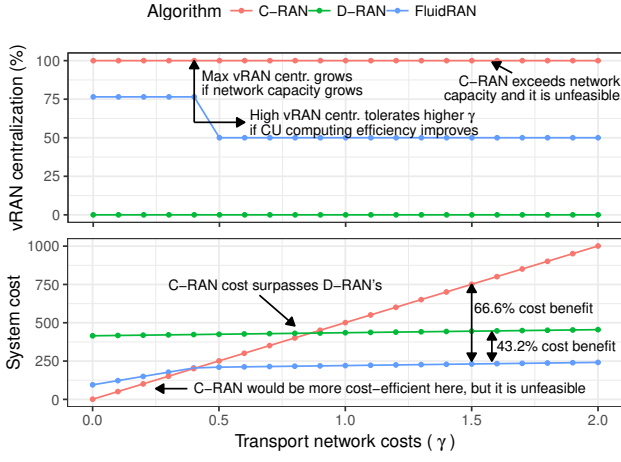 Algorithm C-RAN D-RAN FluidRAN
vRAN centralization (%)
100
75
50
25
0
Max vRAN centr. grows
if network capacity grows
High vRAN centr. tolerates higher γ
if CU computing efficiency improves
C-RAN exceeds network
capacity and it is unfeasible
System cost
1000
750
500
250
0
C-RAN cost surpasses D-RAN's
66.6% cost benefit
43.2% cost benefit
C-RAN would be more cost-efficient here, but it is unfeasible
0.0 0.5 1.0 1.5 2.0
Transport network costs ( γ )